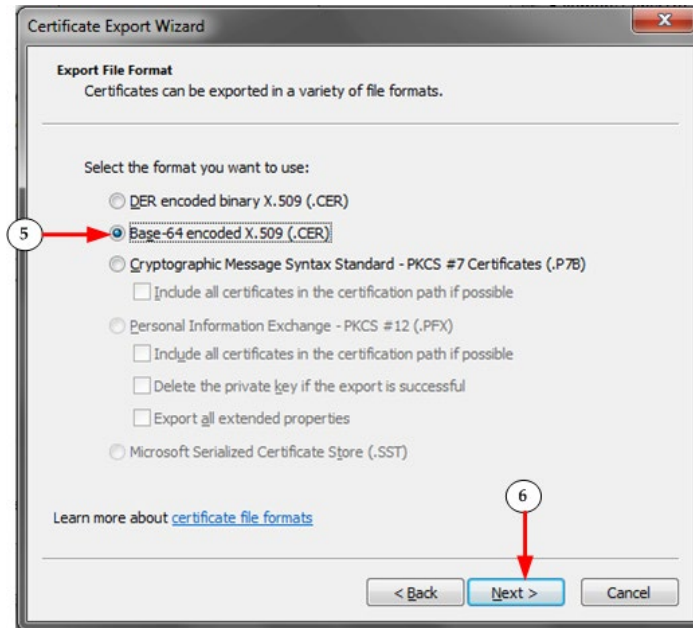 Certificate Export Wizard
X
Export File Format
Certificates can be exported in a variety of file formats.
Select the format you want to use:
DER encoded binary X.509 (.CER)
5
Base-64 encoded X.509 (.CER)
Cryptographic Message Syntax Standard - PKCS #7 Certificates (.P7B)
Include all certificates in the certification path if possible
Personal Information Exchange - PKCS #12 (.PFX)
Include all certificates in the certification path if possible
Delete the private key if the export is successful
Export all extended properties
Microsoft Serialized Certificate Store (.SST)
6
Learn more about certificate file formats
< Back
Next >
Cancel